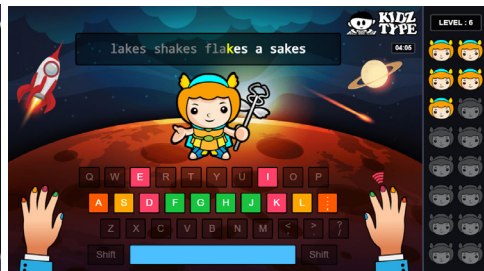 KIDZ
TYPE
LEVEL : 6
lakes shakes flakes a sakes
04:05
Q W E R T Y U I O P
A S D F G H J K L :
;
Z X C V B N M < > ?
, . /
Shift Shift